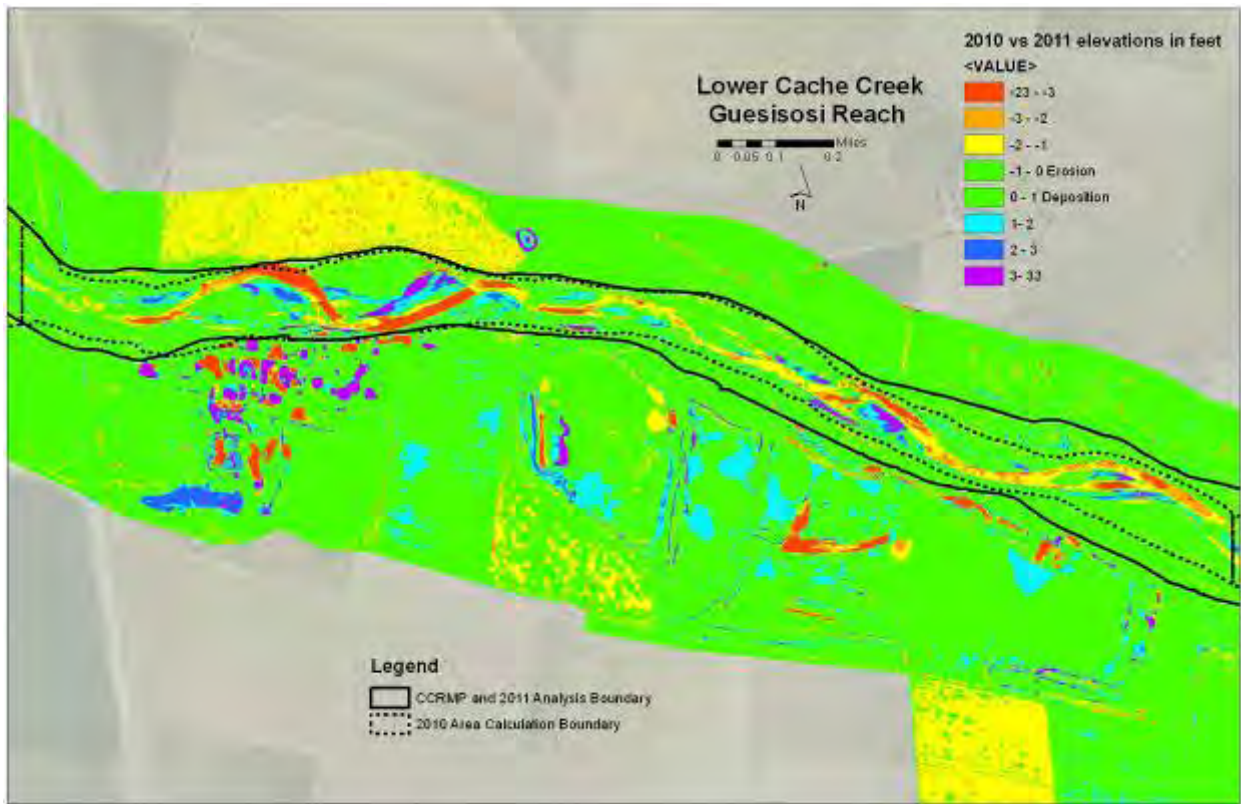 2010 vs 2011 elevations in feet
<VALUE>
Lower Cache Creek
Guesisosi Reach
Miles
0 0.05 0.1 0.2
N
-23 - -3
-3 - -2
-2 - -1
-1 - 0 Erosion
0 - 1 Deposition
1 - 2
2 - 3
3 - 33
Legend
CCRMP and 2011 Analysis Boundary
2010 Area Calculation Boundary